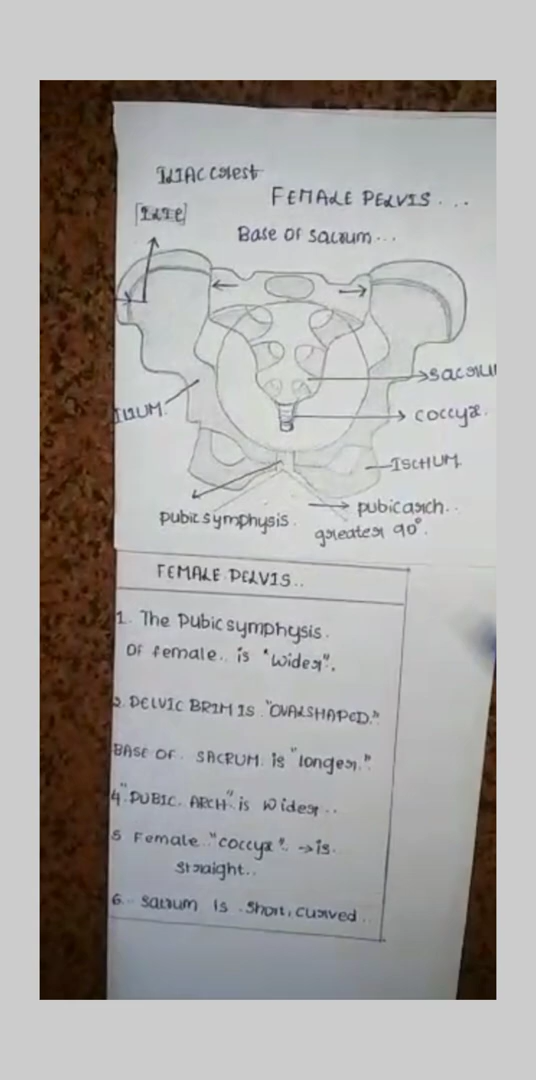 ILIAC crest
FEMALE PELVIS...
Base of sacrum...
SACRU
ILIUM.
coccyx.
ISCHUM
pubic symphysis.
pubic arch..
greater 90°.
FEMALE PELVIS..
1. The Pubic symphysis.
Of female.. is "wider".
2. PELVIC BRIM IS "OVALSHAPED."
BASE OF. SACRUM. is "longer."
4 "PUBIC. ARCH" is Wider..
5 Female.. "coccyx". →is.
straight..
6. Sacrum is short, curved..